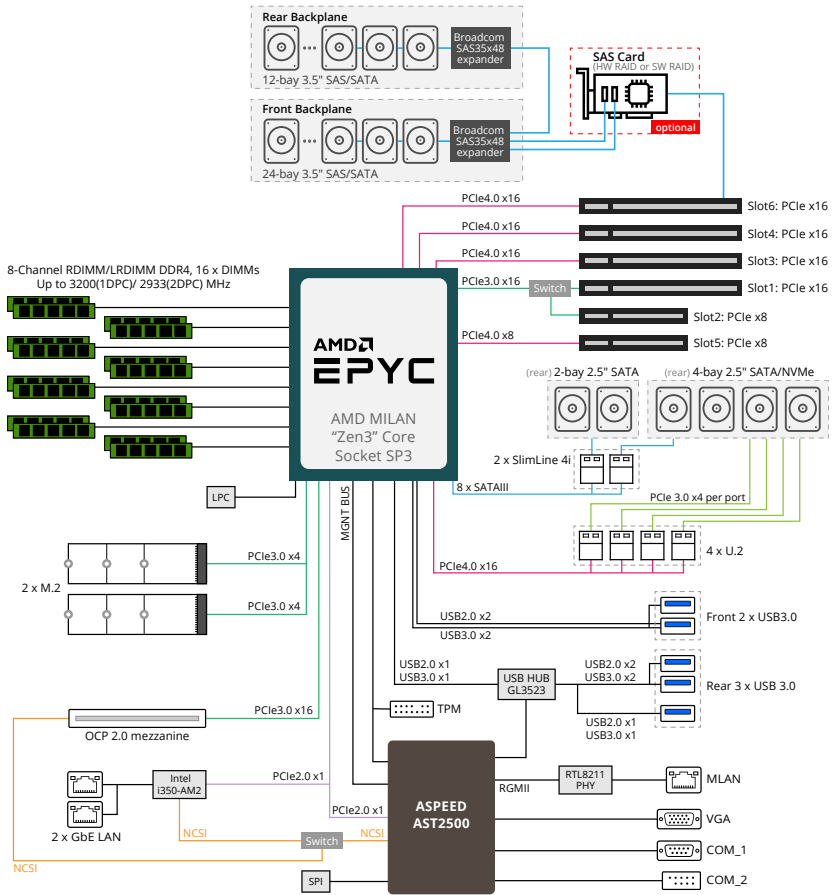 Rear Backplane
Broadcom
SAS35x48
expander
12-bay 3.5" SAS/SATA
SAS Card
(HW RAID or SW RAID)
optional
Front Backplane
Broadcom
SAS35x48
expander
24-bay 3.5" SAS/SATA
PCIe4.0 x16
Slot6: PCIe x16
PCIe4.0 x16
Slot4: PCIe x16
PCIe4.0 x16
Slot3: PCIe x16
PCIe3.0 x16
Switch
Slot1: PCIe x16
Slot2: PCIe x8
PCIe4.0 x8
Slot5: PCIe x8
8-Channel RDIMM/LRDIMM DDR4, 16 x DIMMs
Up to 3200(1DPC)/ 2933(2DPC) MHz
AMD
EPYC
AMD MILAN
“Zen3” Core
Socket SP3
(rear) 2-bay 2.5" SATA
(rear) 4-bay 2.5" SATA/NVMe
2 x SlimLine 4i
8 x SATAIII
PCIe 3.0 x4 per port
4 x U.2
PCIe4.0 x16
LPC
MGNT BUS
PCIe3.0 x4
2 x M.2
PCIe3.0 x4
USB2.0 x2
USB3.0 x2
Front 2 x USB3.0
USB2.0 x1
USB3.0 x1
USB HUB
GL3523
USB2.0 x2
USB3.0 x2
Rear 3 x USB 3.0
USB2.0 x1
USB3.0 x1
TPM
PCIe3.0 x16
OCP 2.0 mezzanine
Intel
i350-AM2
PCIe2.0 x1
2 x GbE LAN
PCIe2.0 x1
NCSI
Switch
NCSI
NCSI
ASPEED
AST2500
RGMII
RTL8211
PHY
MLAN
VGA
COM_1
COM_2
SPI